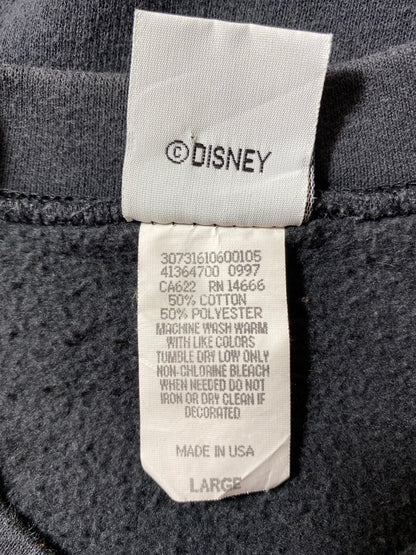 ©DISNEY
30731610600105
41364700 0997
CA622 RN 14666
50% COTTON
50% POLYESTER
MACHINE WASH WARM
WITH LIKE COLORS
TUMBLE DRY LOW ONLY
NON-CHLORINE BLEACH
WHEN NEEDED DO NOT
IRON OR DRY CLEAN IF
DECORATED
MADE IN USA
LARGE